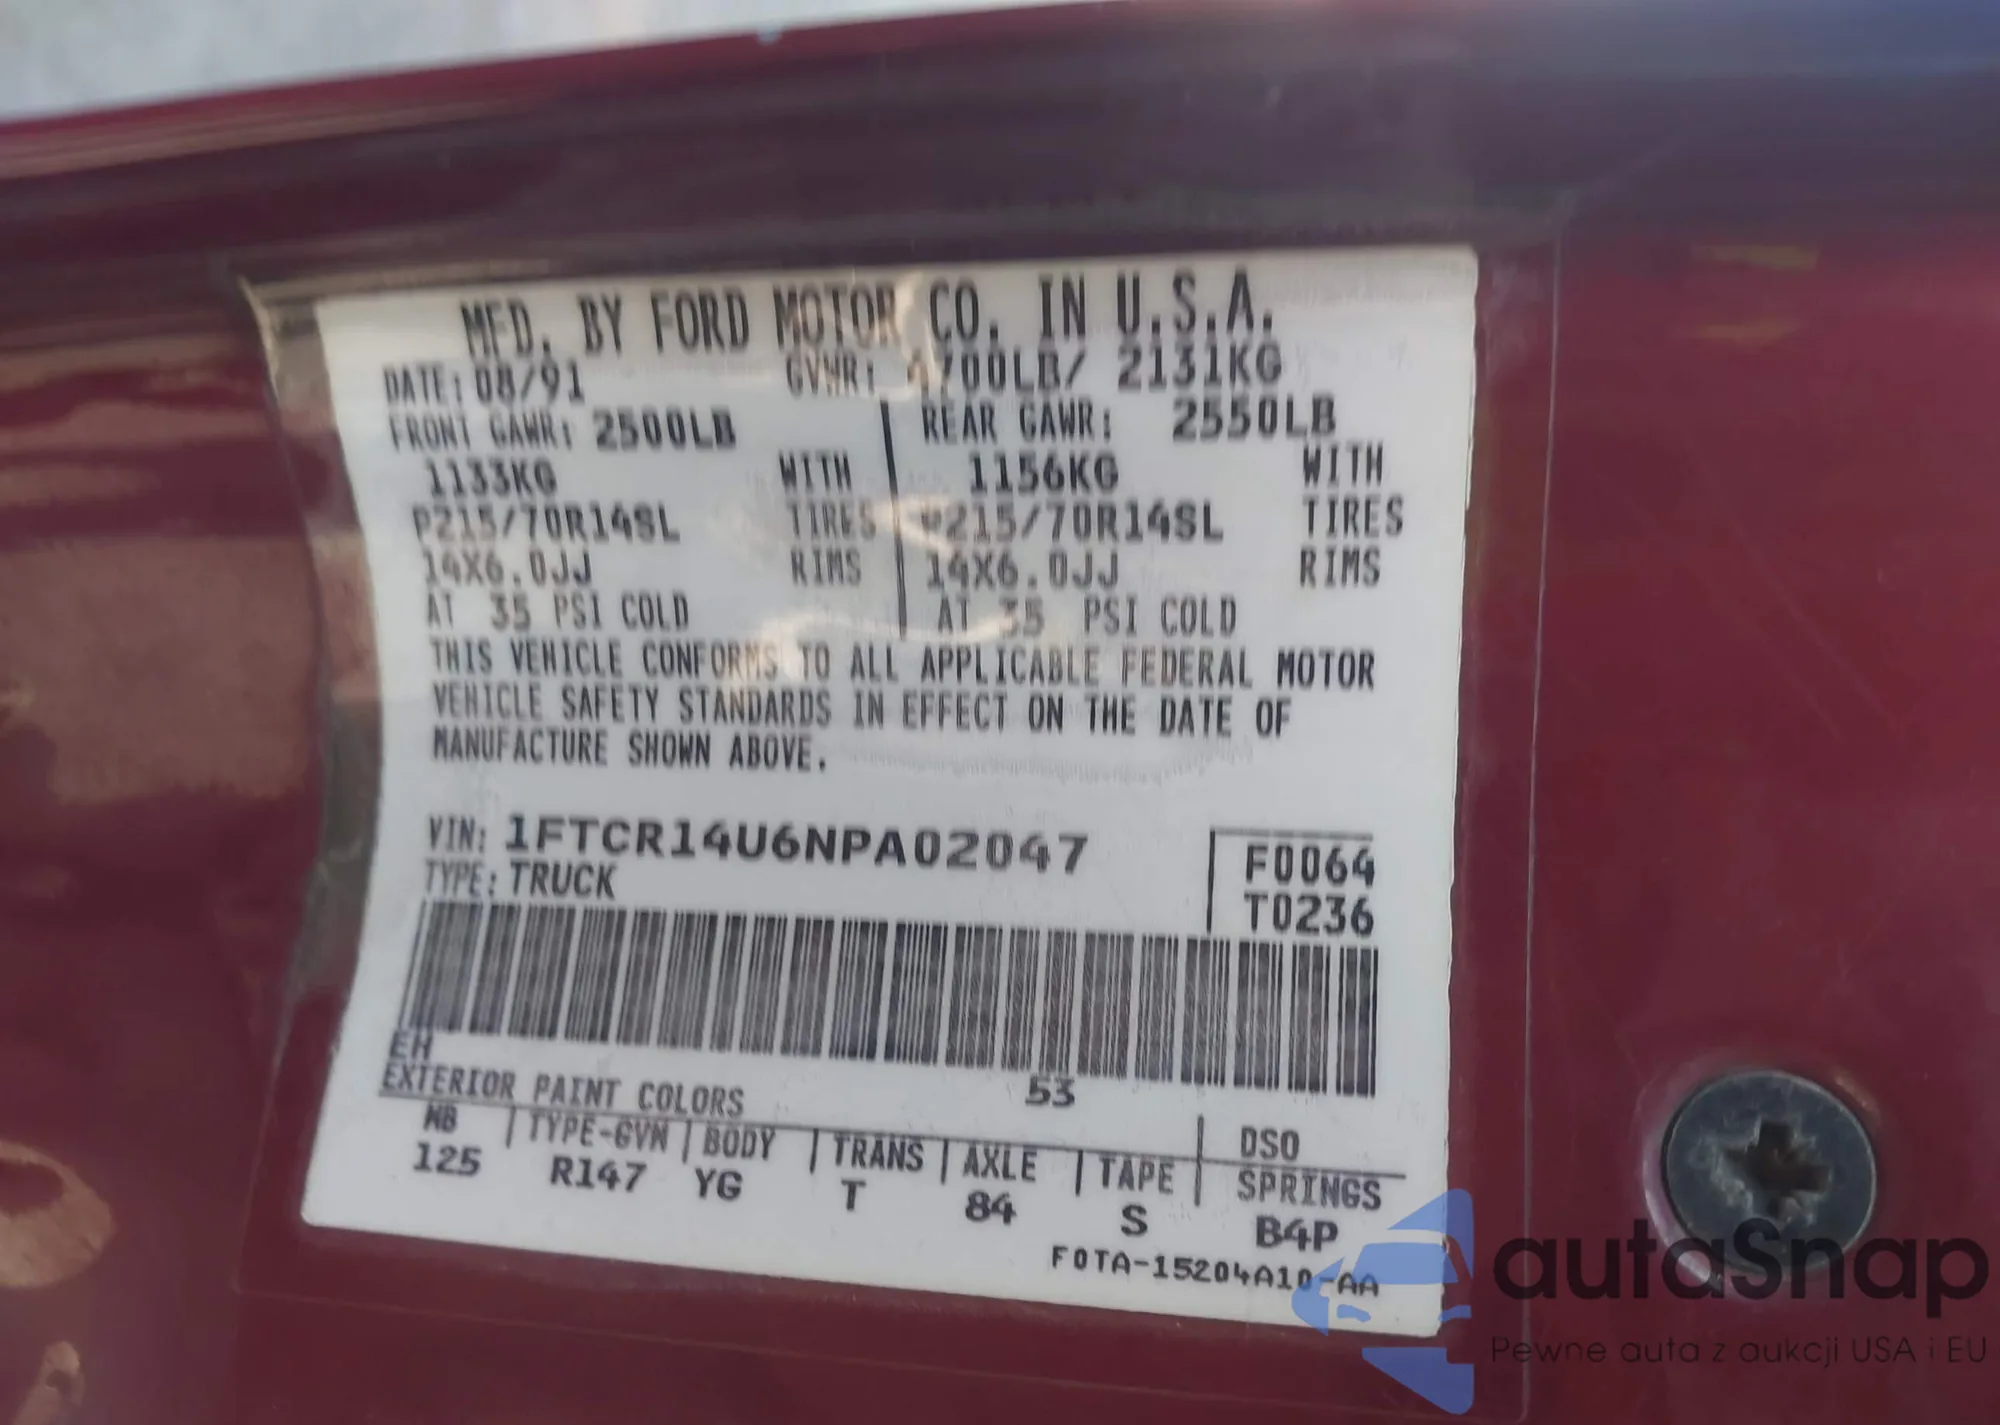 MFD. BY FORD MOTOR CO. IN U.S.A.
DATE: 08/91 GVWR: 4700LB/ 2131KG
FRONT GAWR: 2500LB REAR GAWR: 2550LB
1133KG WITH 1156KG WITH
P215/70R14SL TIRES P215/70R14SL TIRES
14X6.0JJ RIMS 14X6.0JJ RIMS
AT 35 PSI COLD AT 35 PSI COLD
THIS VEHICLE CONFORMS TO ALL APPLICABLE FEDERAL MOTOR
VEHICLE SAFETY STANDARDS IN EFFECT ON THE DATE OF
MANUFACTURE SHOWN ABOVE.
VIN: 1FTCR14U6NPA02047
TYPE: TRUCK
F0064
T0236
EH
EXTERIOR PAINT COLORS 53 DSO
WB TYPE-GVW BODY TRANS AXLE TAPE SPRINGS
125 R147 YG T 84 S B4P
F0TA-15204A10-AA
autaSnap
Pewne auta z aukcji USA i EU